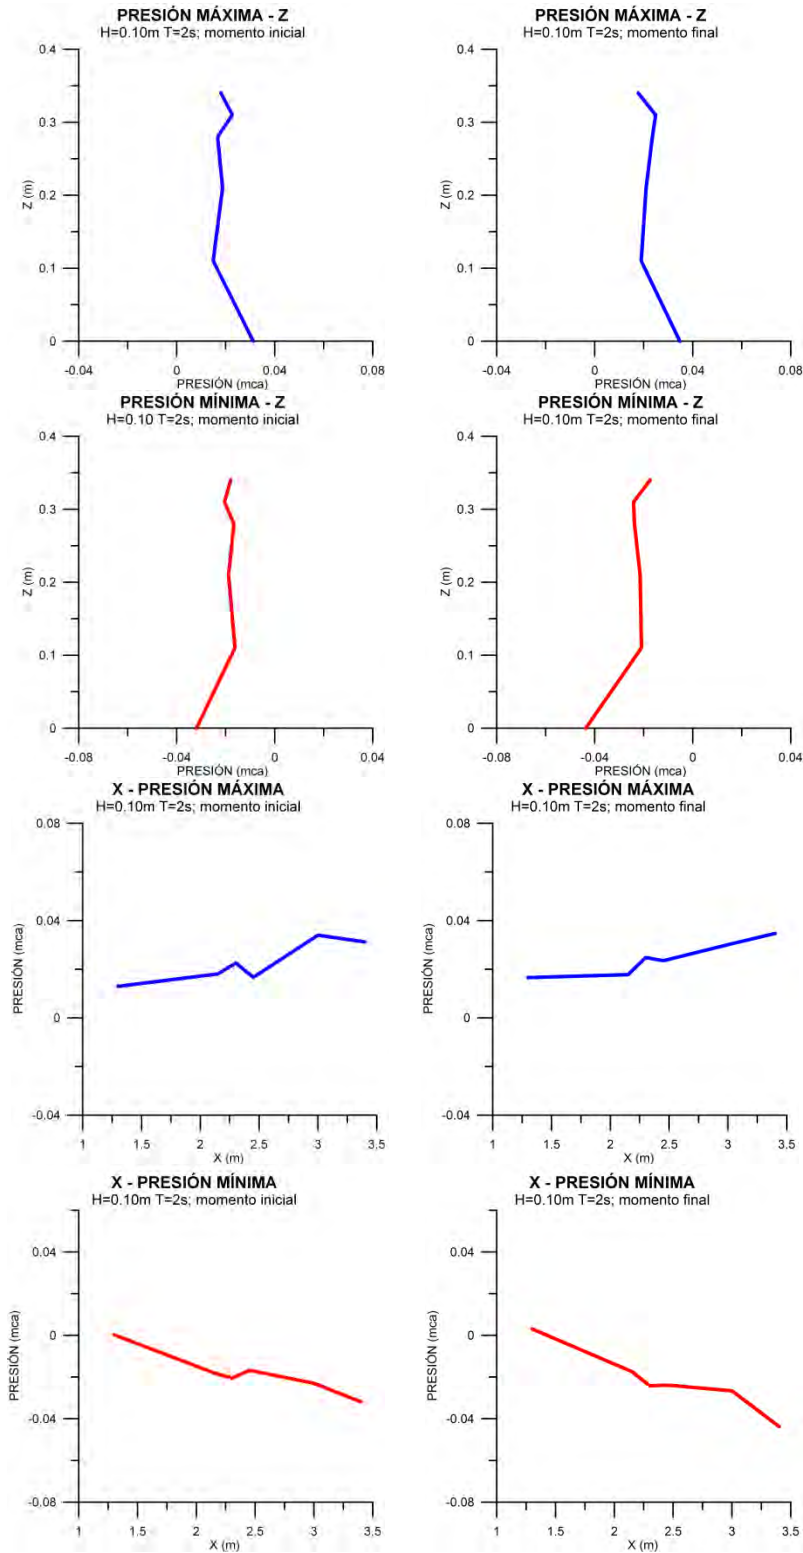 PRESIÓN MÁXIMA - Z
H=0.10m T=2s; momento inicial
0.4
0.3
0.2
0.1
0
Z (m)
-0.04 0 0.04 0.08
PRESIÓN (mca)
PRESIÓN MÁXIMA - Z
H=0.10m T=2s; momento final
0.4
0.3
0.2
0.1
0
Z (m)
-0.04 0 0.04 0.08
PRESIÓN (mca)
PRESIÓN MÍNIMA - Z
H=0.10 T=2s; momento inicial
0.4
0.3
0.2
0.1
0
Z (m)
-0.08 -0.04 0 0.04
PRESIÓN (mca)
PRESIÓN MÍNIMA - Z
H=0.10m T=2s; momento final
0.4
0.3
0.2
0.1
0
Z (m)
-0.08 -0.04 0 0.04
PRESIÓN (mca)
X - PRESIÓN MÁXIMA
H=0.10m T=2s; momento inicial
0.08
0.04
0
-0.04
PRESIÓN (mca)
1 1.5 2 2.5 3 3.5
X (m)
X - PRESIÓN MÁXIMA
H=0.10m T=2s; momento final
0.08
0.04
0
-0.04
PRESIÓN (mca)
1 1.5 2 2.5 3 3.5
X (m)
X - PRESIÓN MÍNIMA
H=0.10m T=2s; momento inicial
0.04
0
-0.04
-0.08
PRESIÓN (mca)
1 1.5 2 2.5 3 3.5
X (m)
X - PRESIÓN MÍNIMA
H=0.10m T=2s; momento final
0.04
0
-0.04
-0.08
PRESIÓN (mca)
1 1.5 2 2.5 3 3.5
X (m)